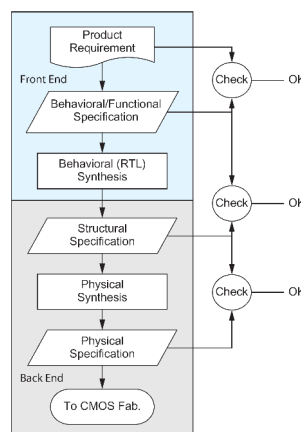 Product
Requirement
Front End
Check
OK
Behavioral/Functional
Specification
Behavioral (RTL)
Synthesis
Check
OK
Structural
Specification
Physical
Synthesis
Check
OK
Physical
Specification
Back End
To CMOS Fab.